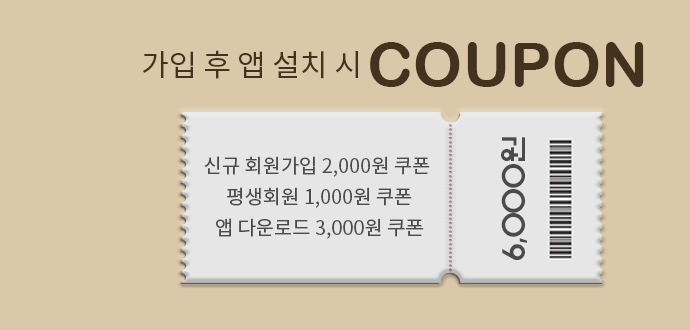 가입 후 앱 설치 시 COUPON
신규 회원가입 2,000원 쿠폰
평생회원 1,000원 쿠폰
앱 다운로드 3,000원 쿠폰
6,000원